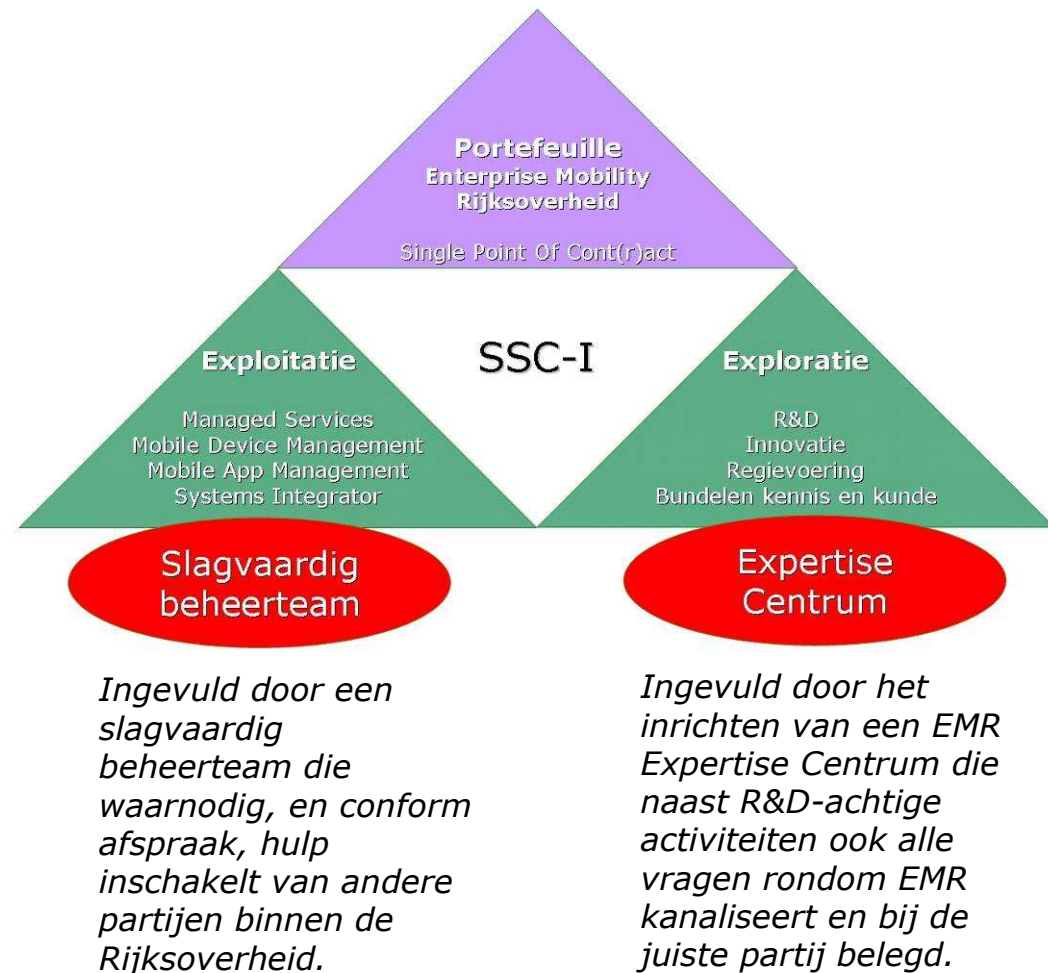 Portefeuille
Enterprise Mobility
Rijksoverheid
Single Point Of Cont(r)act
SSC-I
Exploitatie
Managed Services
Mobile Device Management
Mobile App Management
Systems Integrator
Exploratie
R&D
Innovatie
Regievoering
Bundelen kennis en kunde
Slagvaardig
beheerteam
Expertise
Centrum
Ingevuld door een
slagvaardig
beheerteam die
waarnodig, en conform
afspraak, hulp
inschakelt van andere
partijen binnen de
Rijksoverheid.
Ingevuld door het
inrichten van een EMR
Expertise Centrum die
naast R&D-achtige
activiteiten ook alle
vragen rondom EMR
kanaliseert en bij de
juiste partij belegd.